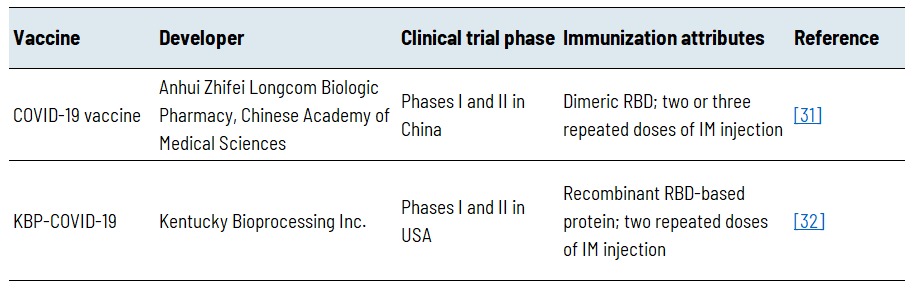 Vaccine Developer Clinical trial phase Immunization attributes Reference
COVID-19 vaccine
Anhui Zhifei Longcom Biologic
Pharmacy, Chinese Academy of
Medical Sciences
Phases I and II in
China
Dimeric RBD; two or three
repeated doses of IM injection
[31]
KBP-COVID-19
Kentucky Bioprocessing Inc.
Phases I and II in
USA
Recombinant RBD-based
protein; two repeated doses
of IM injection
[32]